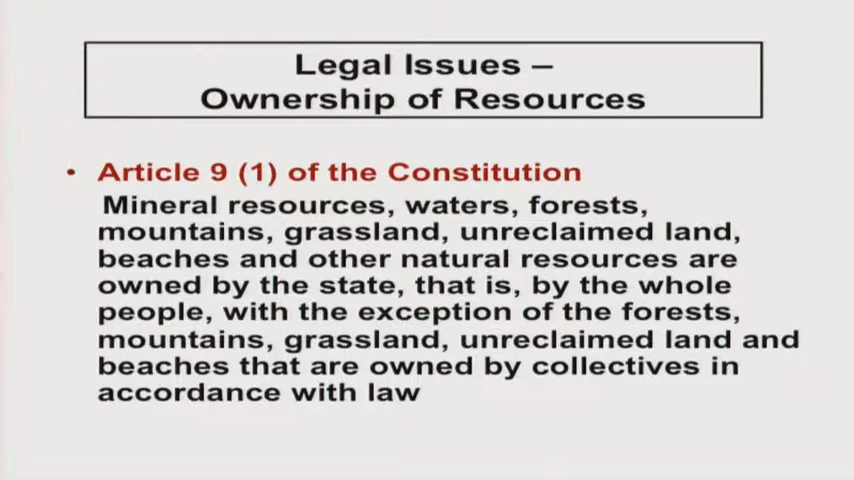 Legal Issues –
Ownership of Resources
• Article 9 (1) of the Constitution
Mineral resources, waters, forests,
mountains, grassland, unreclaimed land,
beaches and other natural resources are
owned by the state, that is, by the whole
people, with the exception of the forests,
mountains, grassland, unreclaimed land and
beaches that are owned by collectives in
accordance with law